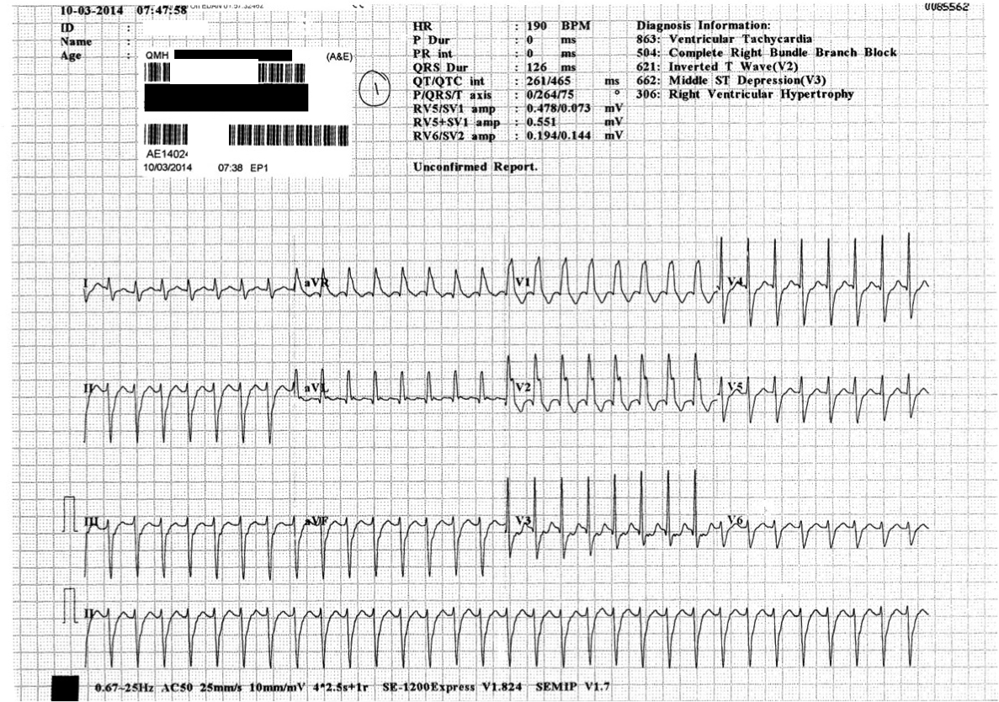 10-03-2014 07:47:58
0085562
ID :
Name :
Age :
QMH (A&E)
AE1402
10/03/2014 07:38 EP1
1
HR : 190 BPM
P Dur : 0 ms
PR int : 0 ms
QRS Dur : 126 ms
QT/QTC int : 261/465 ms
P/QRS/T axis : 0/264/75 °
RV5/SV1 amp : 0.478/0.073 mV
RV5+SV1 amp : 0.551 mV
RV6/SV2 amp : 0.194/0.144 mV
Unconfirmed Report.
Diagnosis Information:
863: Ventricular Tachycardia
504: Complete Right Bundle Branch Block
621: Inverted T Wave(V2)
662: Middle ST Depression(V3)
306: Right Ventricular Hypertrophy
I aVR V1 V4
II aVL V2 V5
III aVF V3 V6
II
0.67~25Hz AC50 25mm/s 10mm/mV 4*2.5s+1r SE-1200Express V1.824 SEMIP V1.7